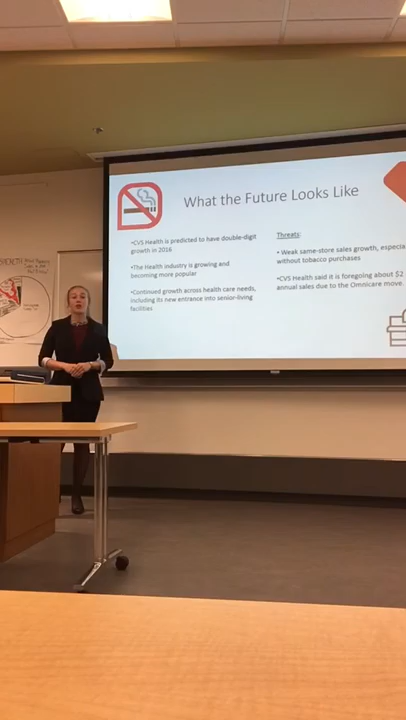 What the Future Looks Like
•CVS Health is predicted to have double-digit
growth in 2016
•The Health industry is growing and
becoming more popular
•Continued growth across health care needs,
including its new entrance into senior-living
facilities
Threats:
• Weak same-store sales growth, especia
without tobacco purchases
•CVS Health said it is foregoing about $2
annual sales due to the Omnicare move.